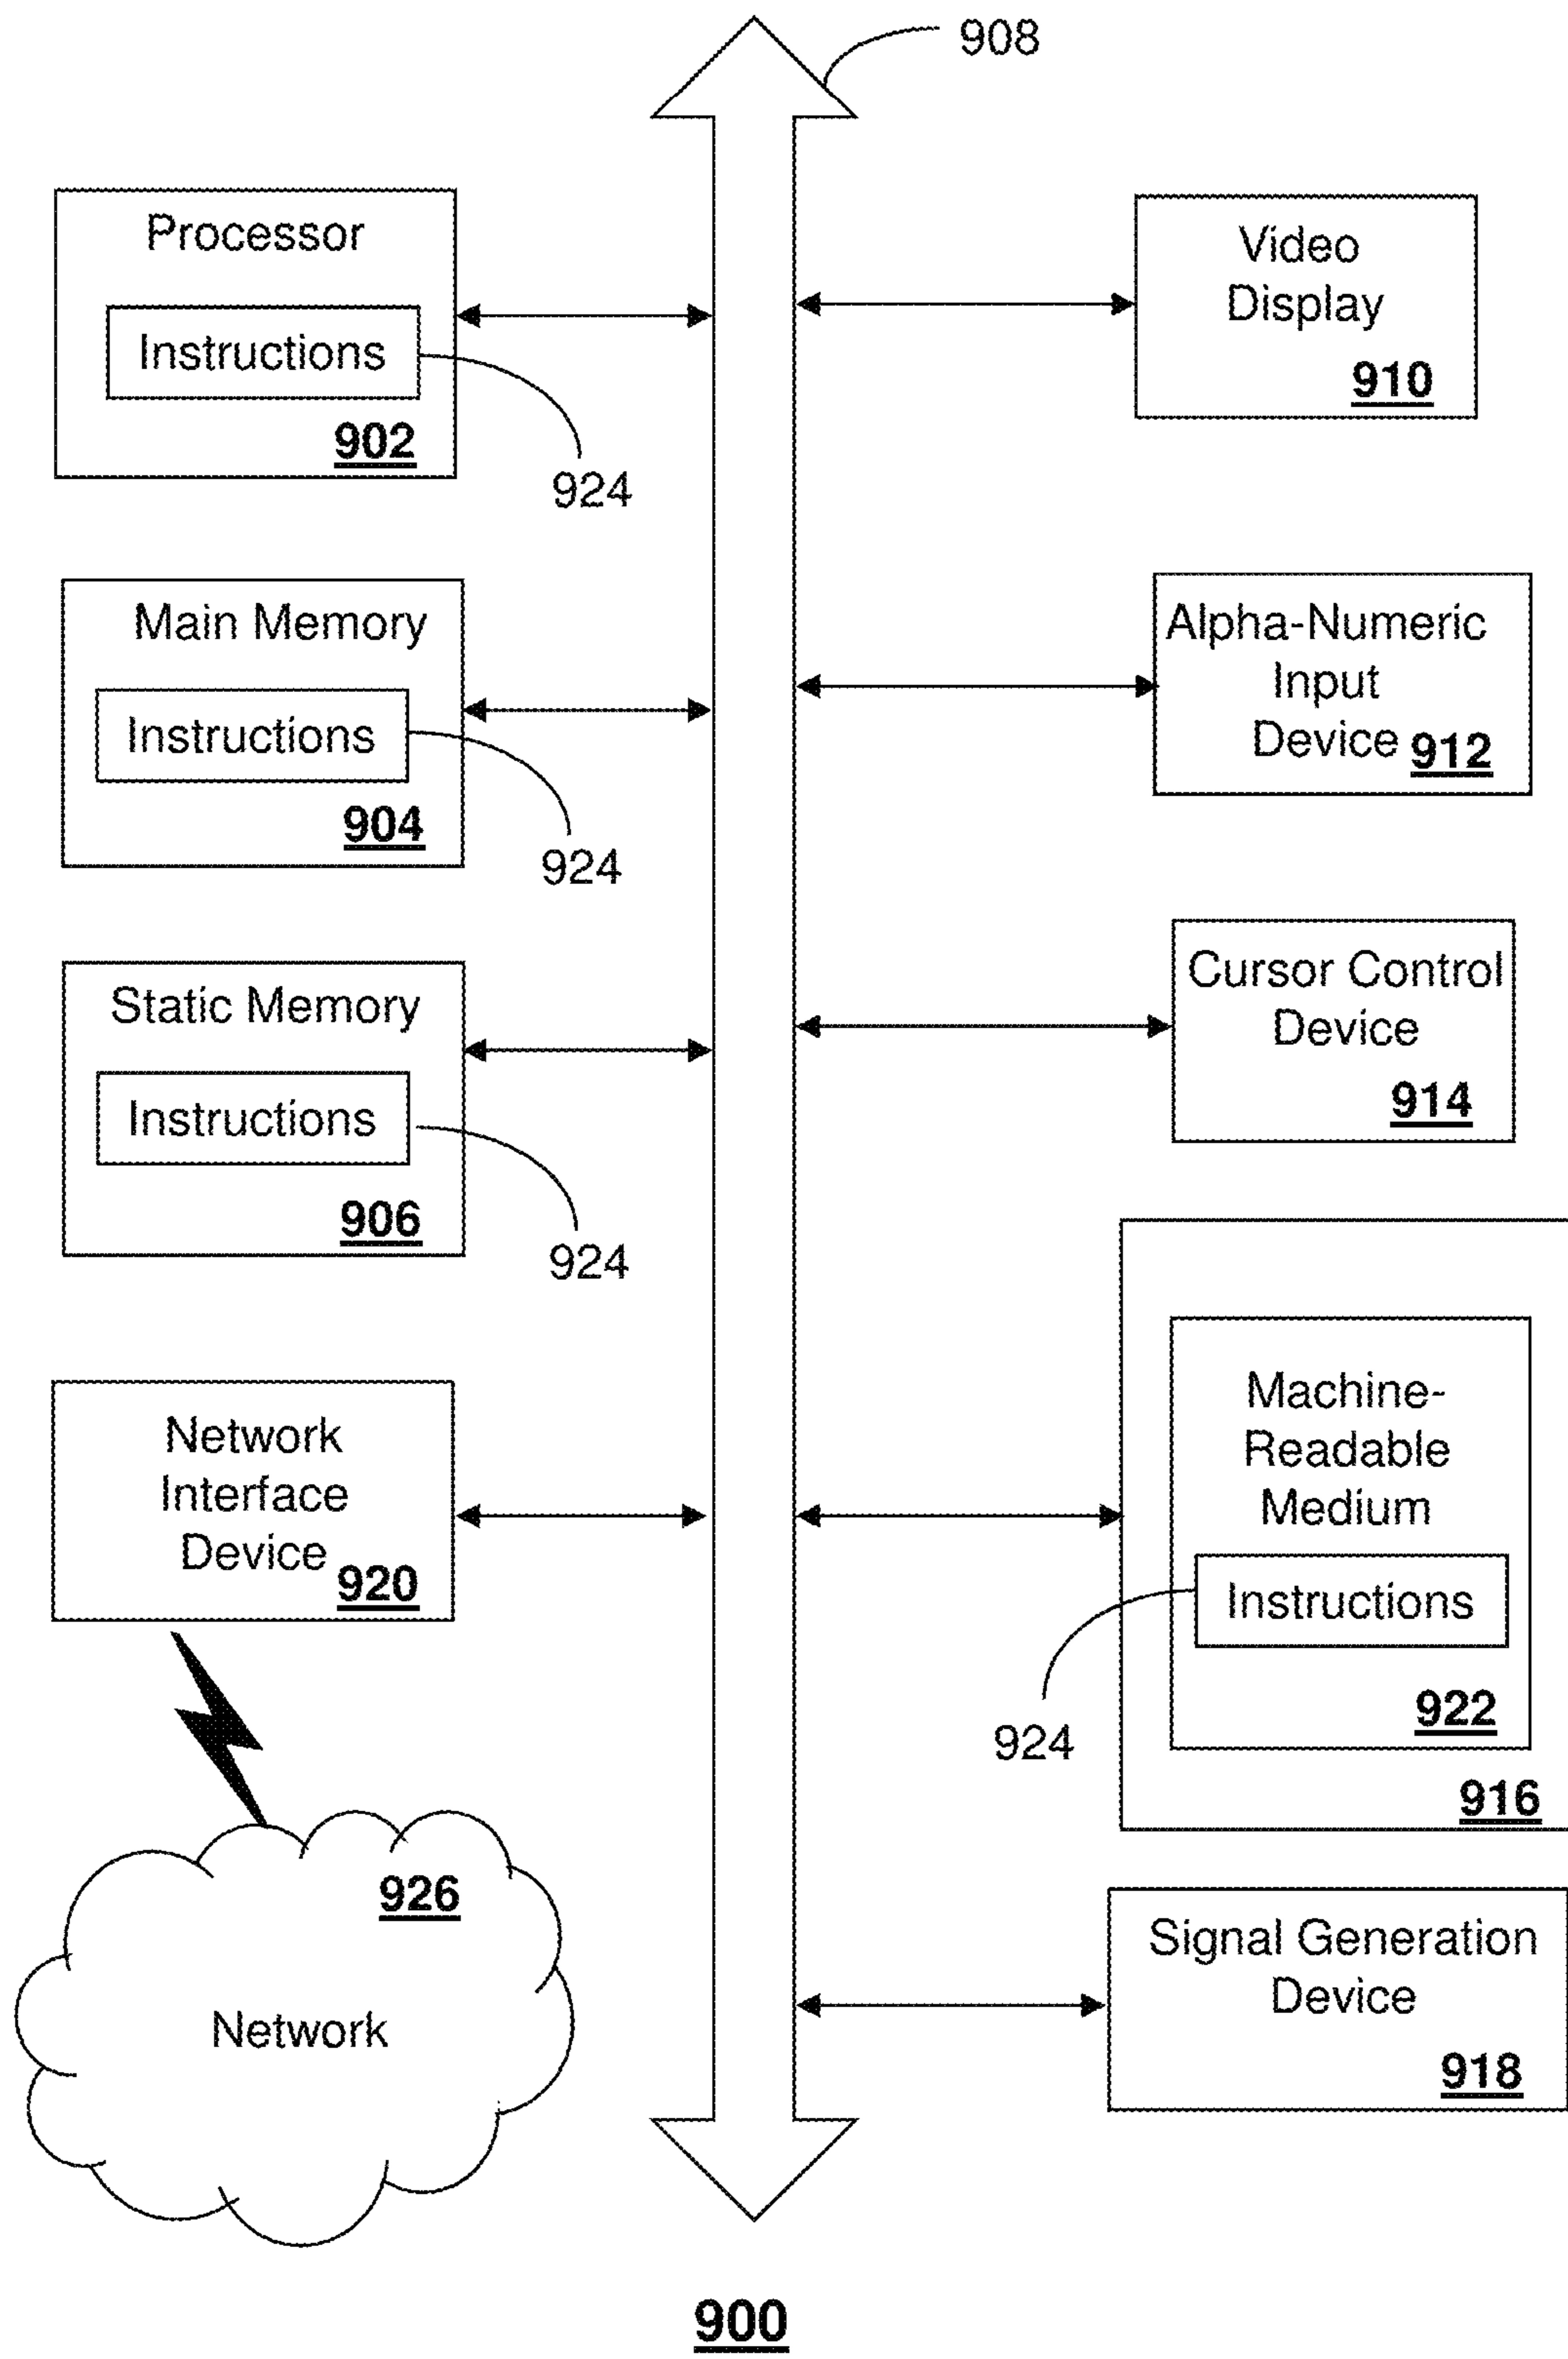 908
Processor
Instructions
902
924
Video
Display
910
Main Memory
Instructions
904
924
Alpha-Numeric
Input
Device 912
Static Memory
Instructions
906
924
Cursor Control
Device
914
Network
Interface
Device
920
Machine-
Readable
Medium
Instructions
922
924
916
926
Network
Signal Generation
Device
918
900